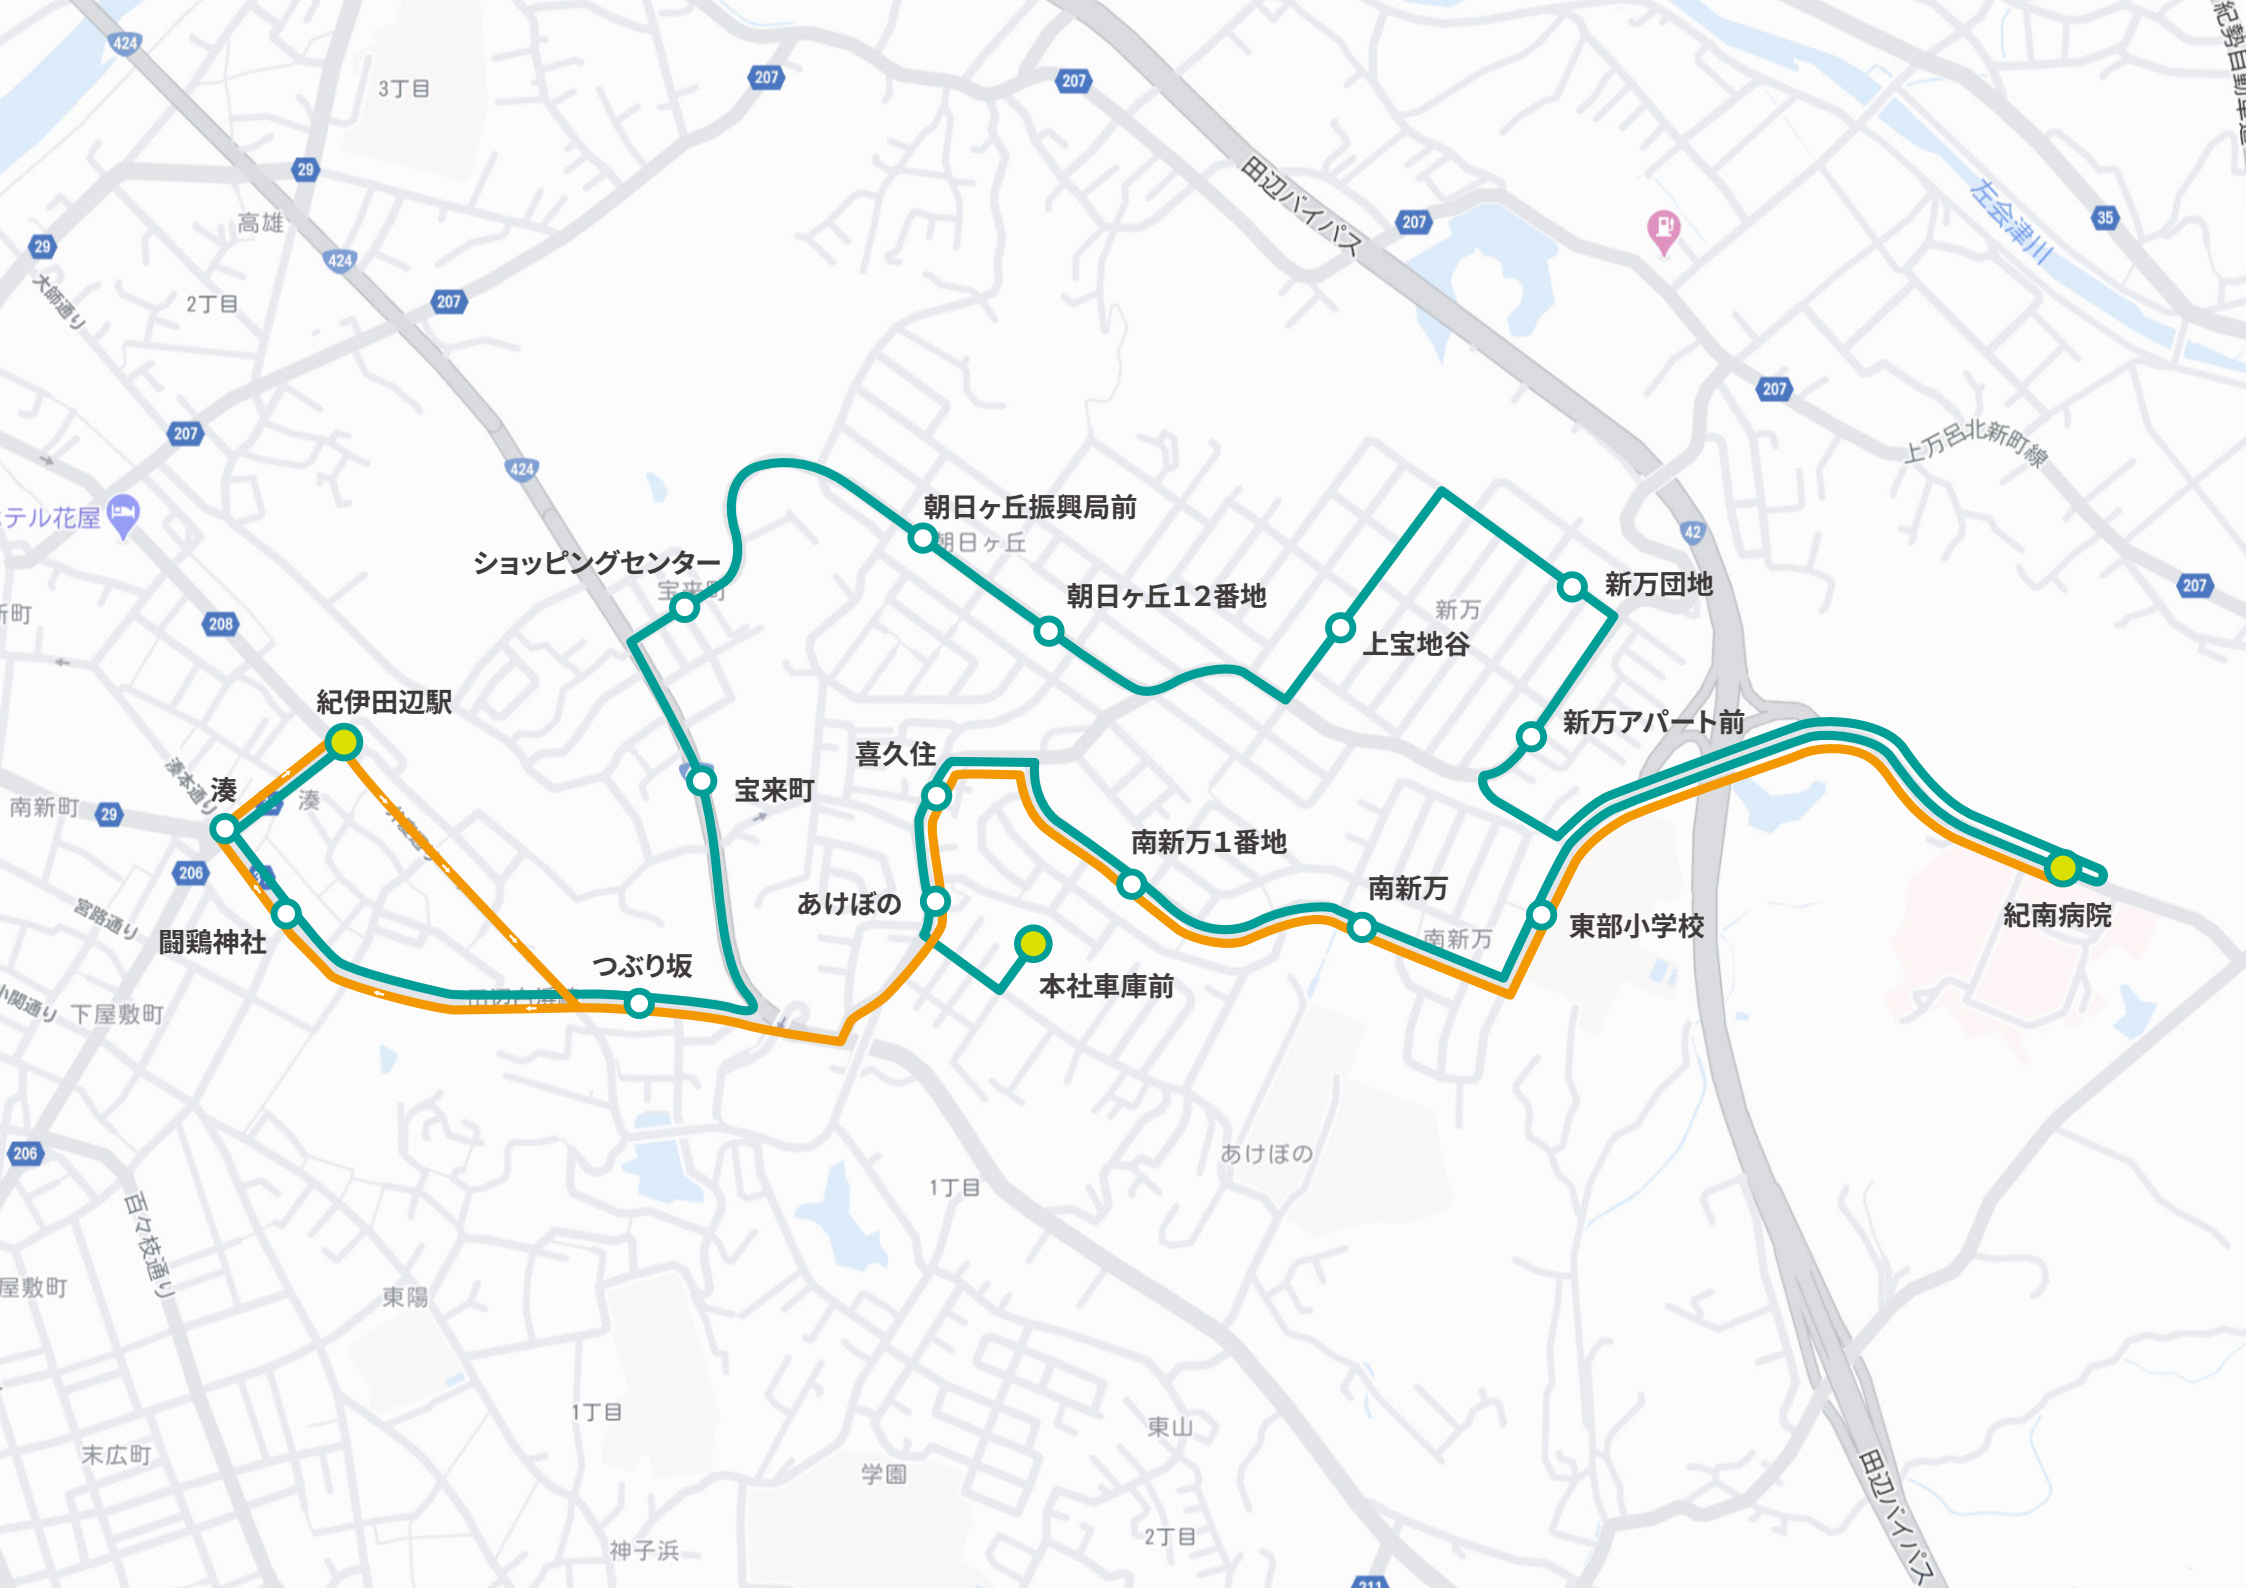 424
3丁目
207
207
29
高雄
田辺バイパス
207
左会津川
35
29
424
大師通り
2丁目
207
207
207
上万呂北新町線
424
テル花屋
朝日ヶ丘振興局前
朝日ヶ丘
42
ショッピングセンター
宝来町
朝日ヶ丘12番地
新万団地
新万
207
新町
208
上宝地谷
紀伊田辺駅
新万アパート前
喜久住
湊
湊本通り
宝来町
南新町
29
湊
南新万1番地
206
南新万
あけぼの
宮路通り
紀南病院
東部小学校
闘鶏神社
南新万
つぶり坂
本社車庫前
小関通り
下屋敷町
206
あけぼの
1丁目
百々枝通り
屋敷町
東陽
1丁目
東山
末広町
学園
田辺バイパス
2丁目
神子浜
211